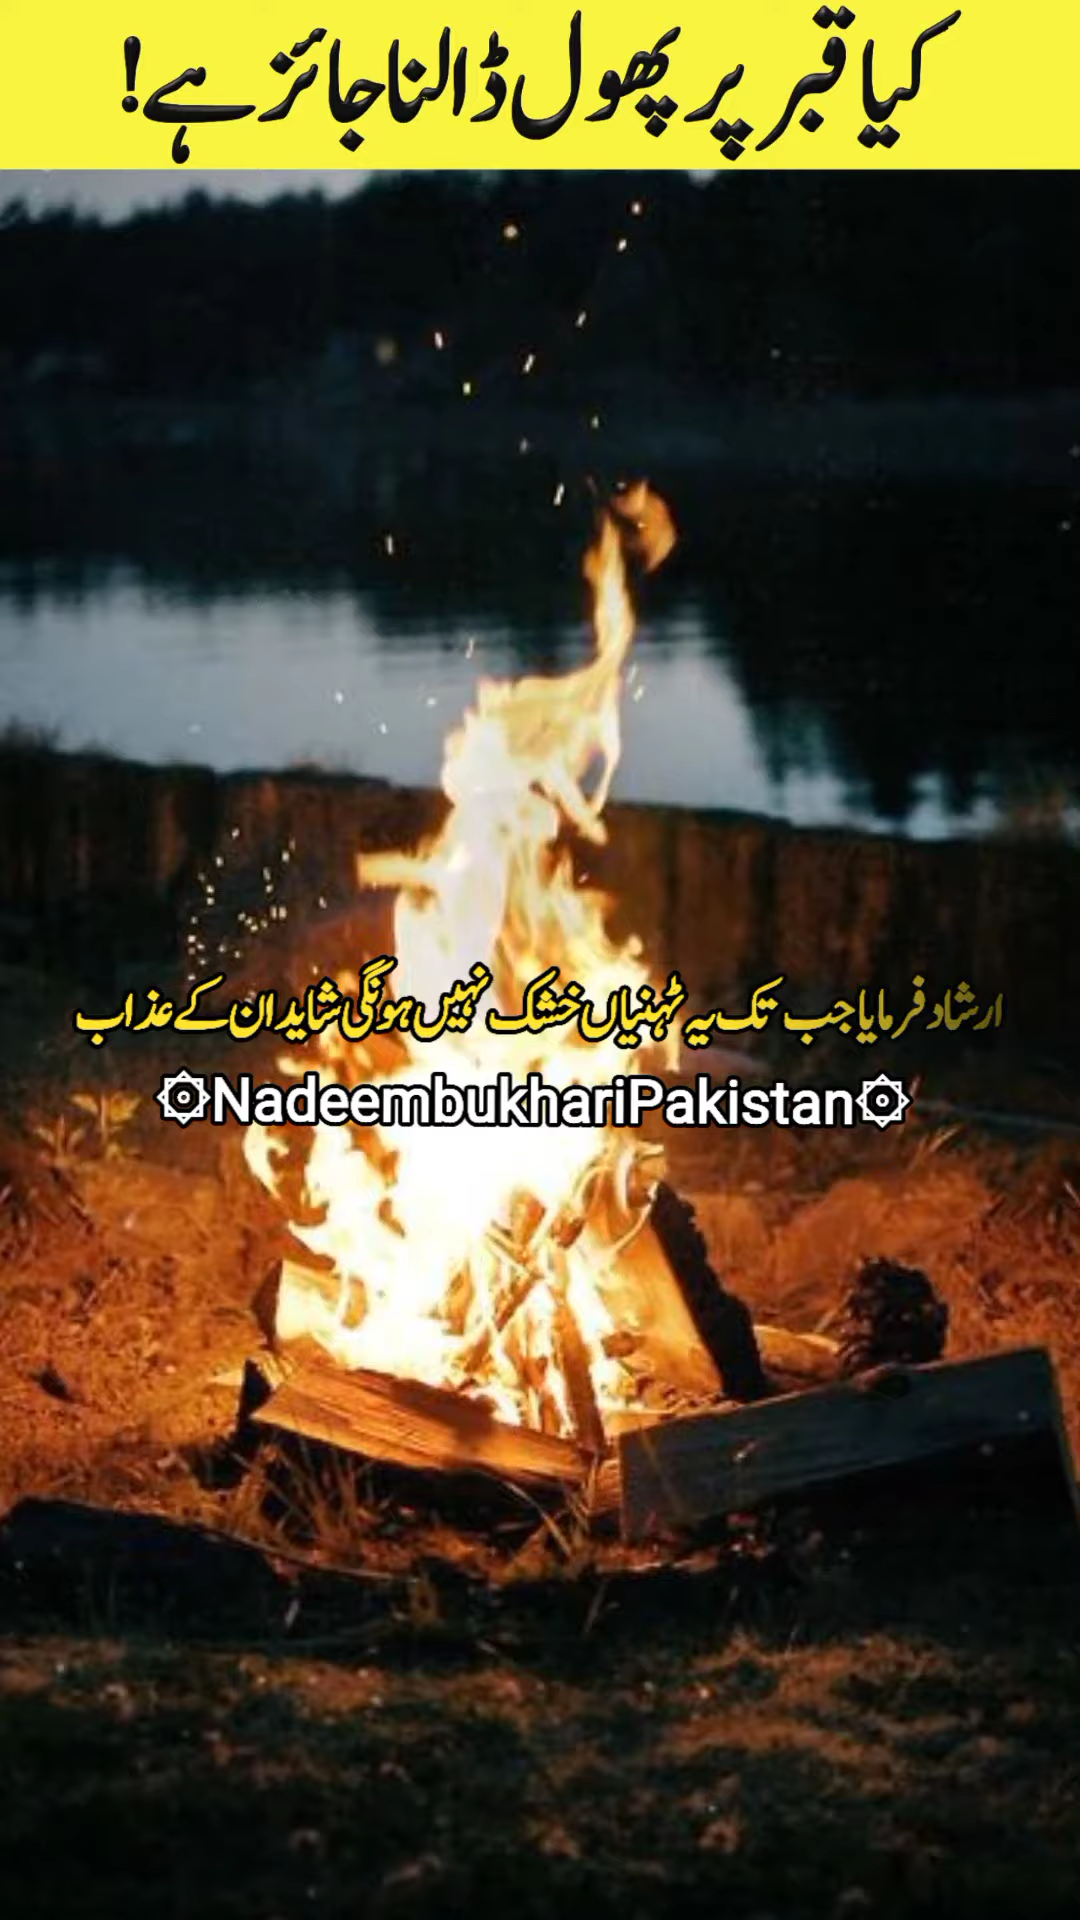 کیا قبر پر پھول ڈالنا جائز ہے!
ارشاد فرمایا جب تک یہ ٹہنیاں خشک نہیں ہونگی شاید ان کے عذاب
۞NadeembukhariPakistan۞